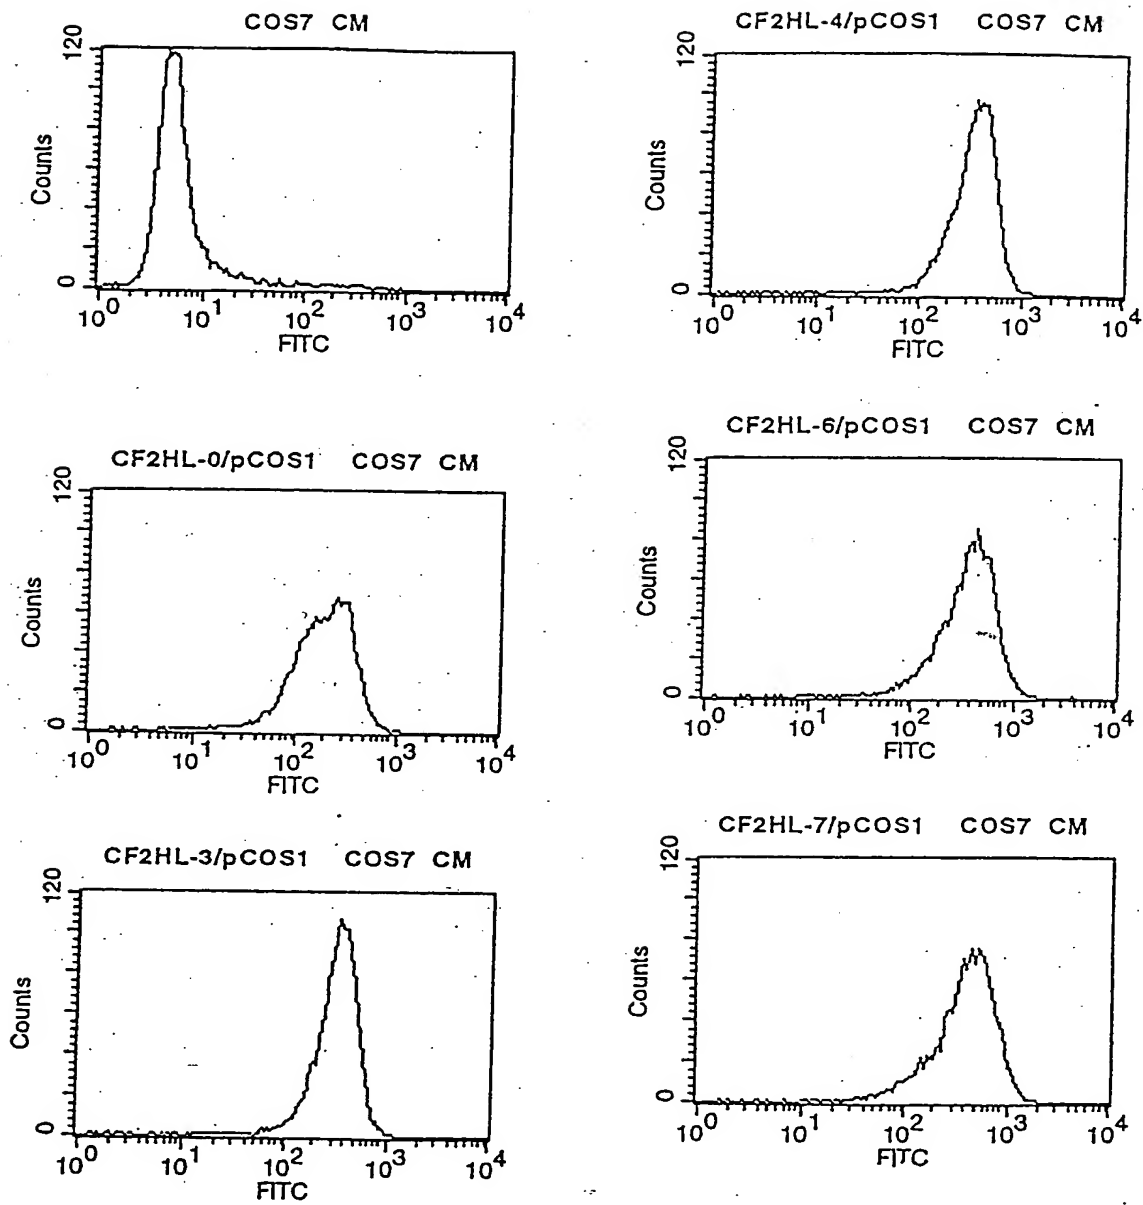 COS7 CM
120
Counts
0
10^0 10^1 10^2 10^3 10^4
FITC
CF2HL-4/pCOS1 COS7 CM
120
Counts
0
10^0 10^1 10^2 10^3 10^4
FITC
CF2HL-0/pCOS1 COS7 CM
120
Counts
0
10^0 10^1 10^2 10^3 10^4
FITC
CF2HL-6/pCOS1 COS7 CM
120
Counts
0
10^0 10^1 10^2 10^3 10^4
FITC
CF2HL-3/pCOS1 COS7 CM
120
Counts
0
10^0 10^1 10^2 10^3 10^4
FITC
CF2HL-7/pCOS1 COS7 CM
120
Counts
0
10^0 10^1 10^2 10^3 10^4
FITC